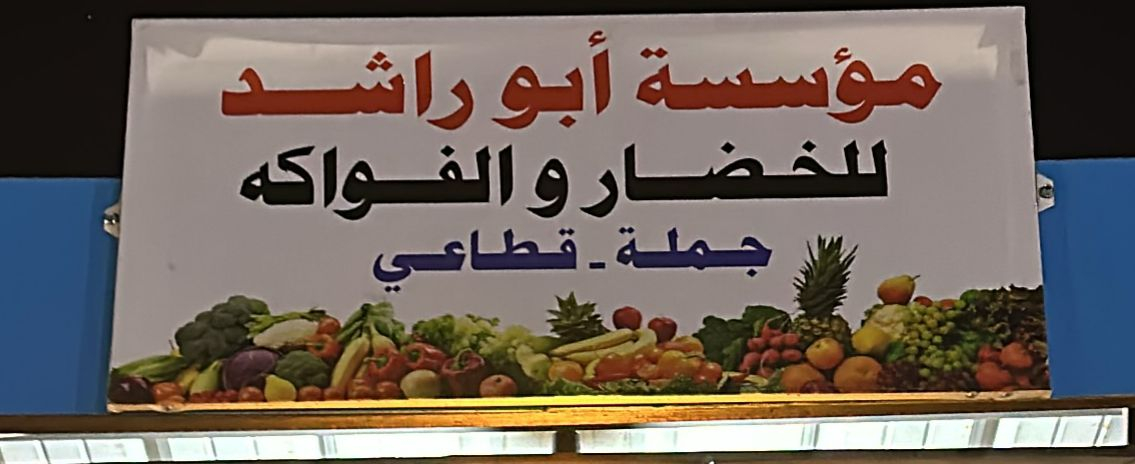 مؤسسة أبو راشد
للخضار و الفواكه
جملة - قطاعي